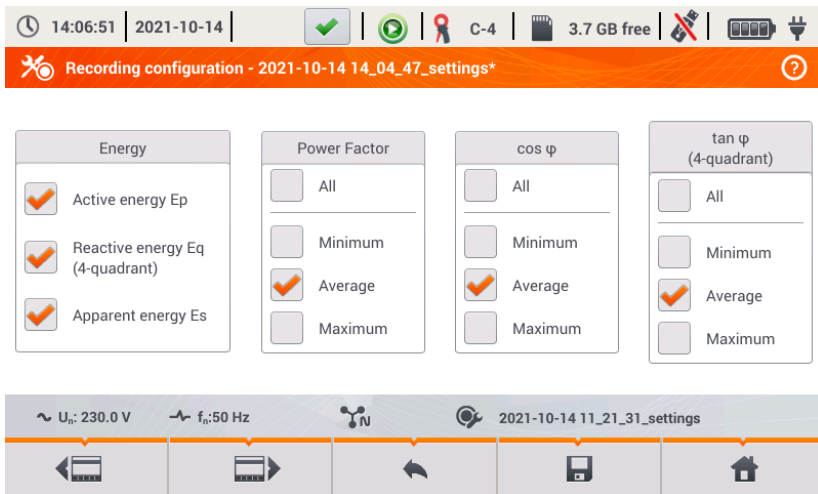 14:06:51 2021-10-14 C-4 3.7 GB free
Recording configuration - 2021-10-14 14_04_47_settings* ?
Energy
Active energy Ep
Reactive energy Eq
(4-quadrant)
Apparent energy Es
Power Factor
All
Minimum
Average
Maximum
cos φ
All
Minimum
Average
Maximum
tan φ
(4-quadrant)
All
Minimum
Average
Maximum
Uₙ: 230.0 V fₙ:50 Hz N 2021-10-14 11_21_31_settings